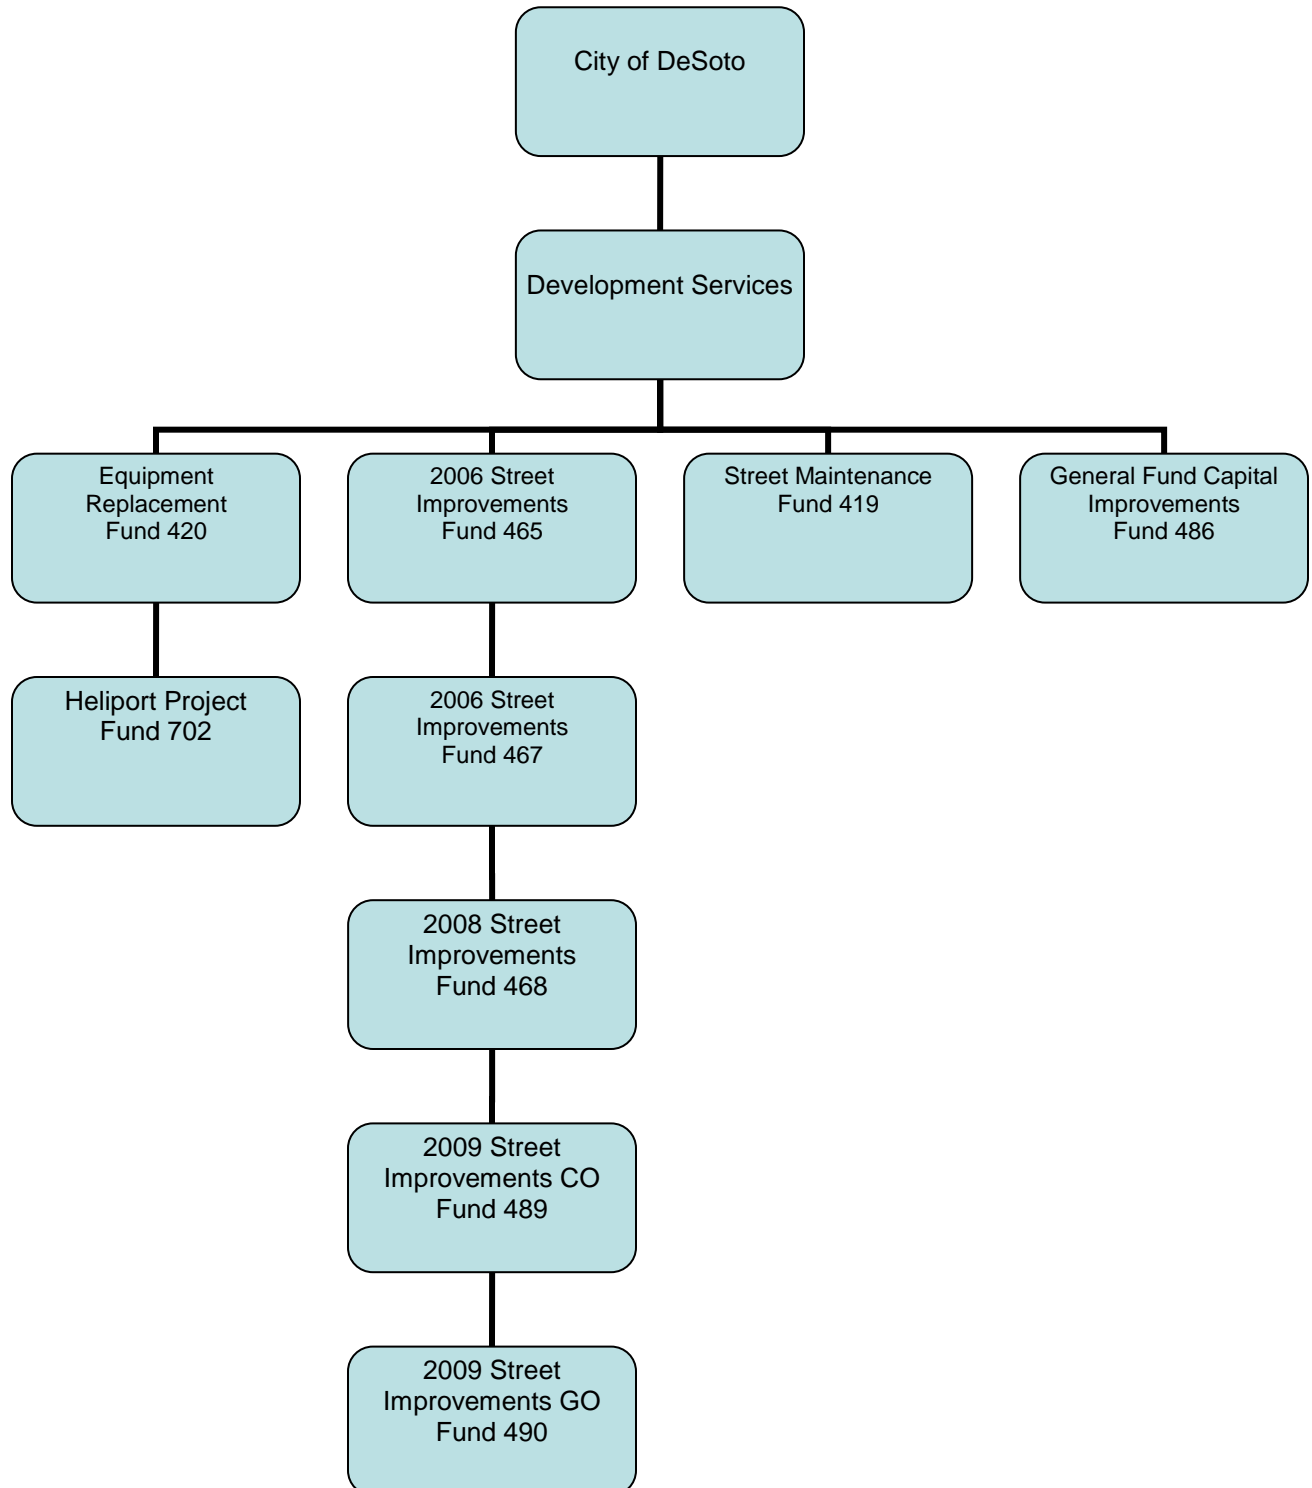 City of DeSoto
Development Services
Equipment
Replacement
Fund 420
2006 Street
Improvements
Fund 465
Street Maintenance
Fund 419
General Fund Capital
Improvements
Fund 486
Heliport Project
Fund 702
2006 Street
Improvements
Fund 467
2008 Street
Improvements
Fund 468
2009 Street
Improvements CO
Fund 489
2009 Street
Improvements GO
Fund 490